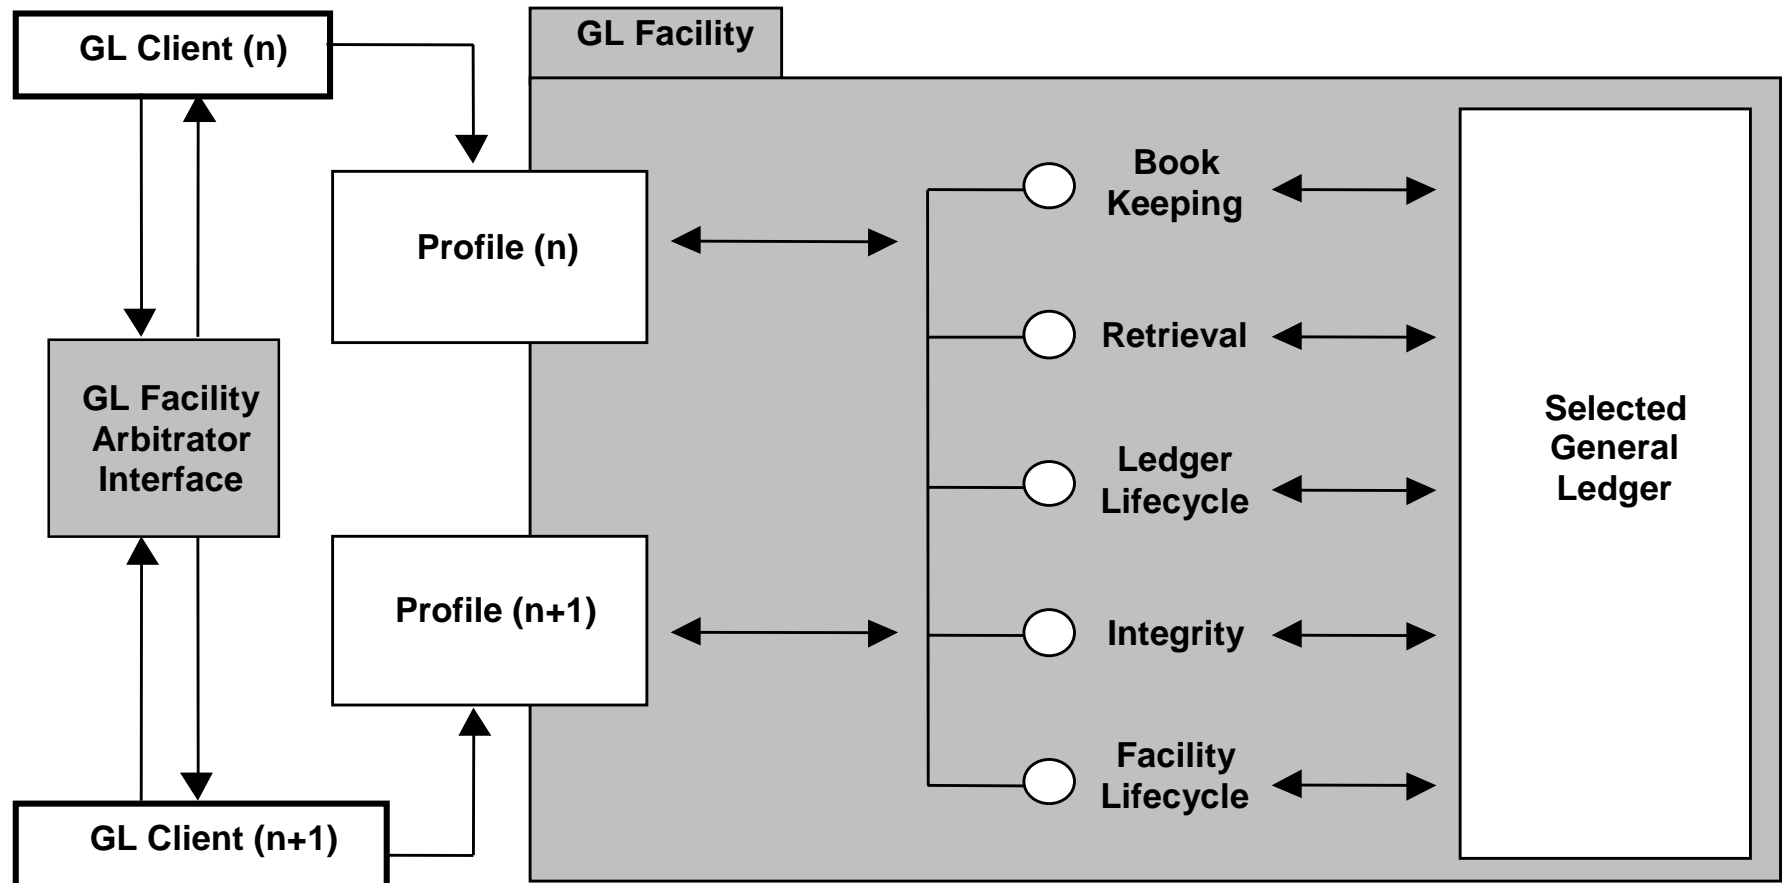 GL Client (n)
GL Facility
Profile (n)
GL Facility
Arbitrator
Interface
Profile (n+1)
GL Client (n+1)
Book
Keeping
Retrieval
Ledger
Lifecycle
Integrity
Facility
Lifecycle
Selected
General
Ledger